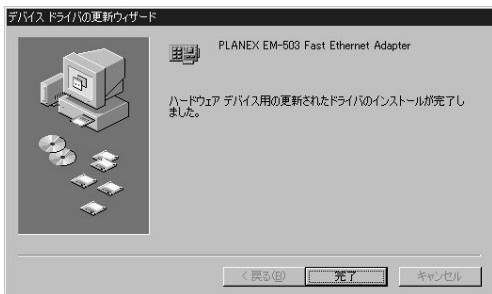 デバイス ドライバの更新ウィザード
PLANEX EM-503 Fast Ethernet Adapter
ハードウェア デバイス用の更新されたドライバのインストールが完了し
ました。
< 戻る(B) 完了 キャンセル